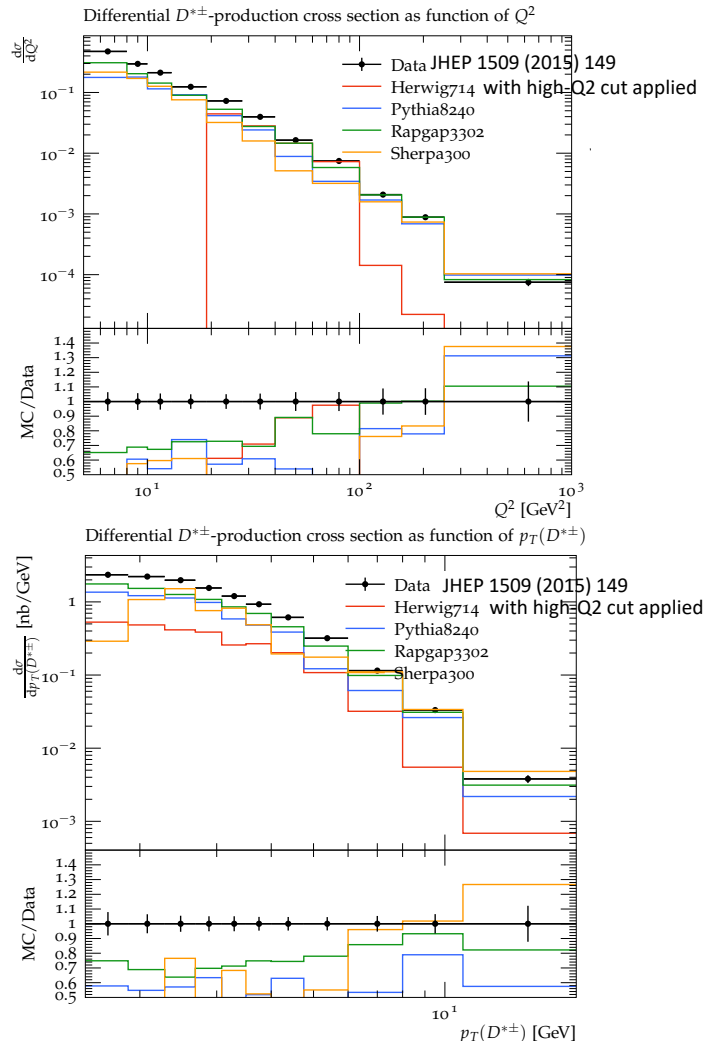 Differential D*±-production cross section as function of Q²
dσ/dQ²
Data JHEP 1509 (2015) 149
Herwig714 with high-Q2 cut applied
Pythia8240
Rapgap3302
Sherpa300
10⁻¹
10⁻²
10⁻³
10⁻⁴
MC/Data
1.4
1.3
1.2
1.1
1
0.9
0.8
0.7
0.6
0.5
10¹ 10² 10³
Q² [GeV²]
Differential D*±-production cross section as function of p_T(D*±)
dσ/dp_T(D*±) [nb/GeV]
Data JHEP 1509 (2015) 149
Herwig714 with high-Q2 cut applied
Pythia8240
Rapgap3302
Sherpa300
1
10⁻¹
10⁻²
10⁻³
MC/Data
1.4
1.3
1.2
1.1
1
0.9
0.8
0.7
0.6
0.5
10¹
p_T(D*±) [GeV]